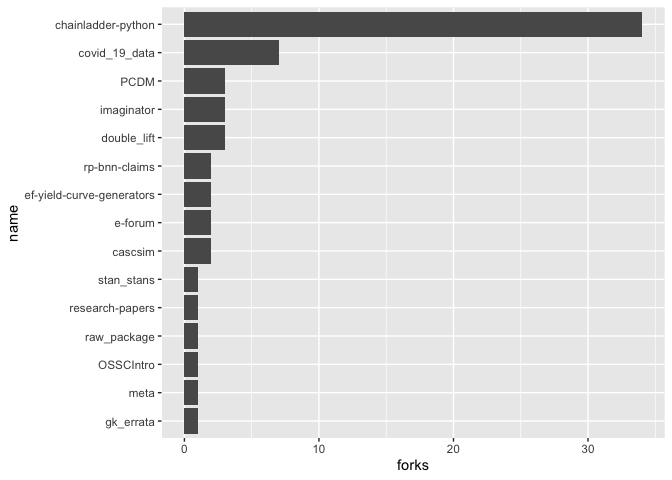 chainladder-python
covid_19_data
PCDM
imaginator
double_lift
rp-bnn-claims
ef-yield-curve-generators
e-forum
cascsim
stan_stans
research-papers
raw_package
OSSCIntro
meta
gk_errata
name
0 10 20 30
forks